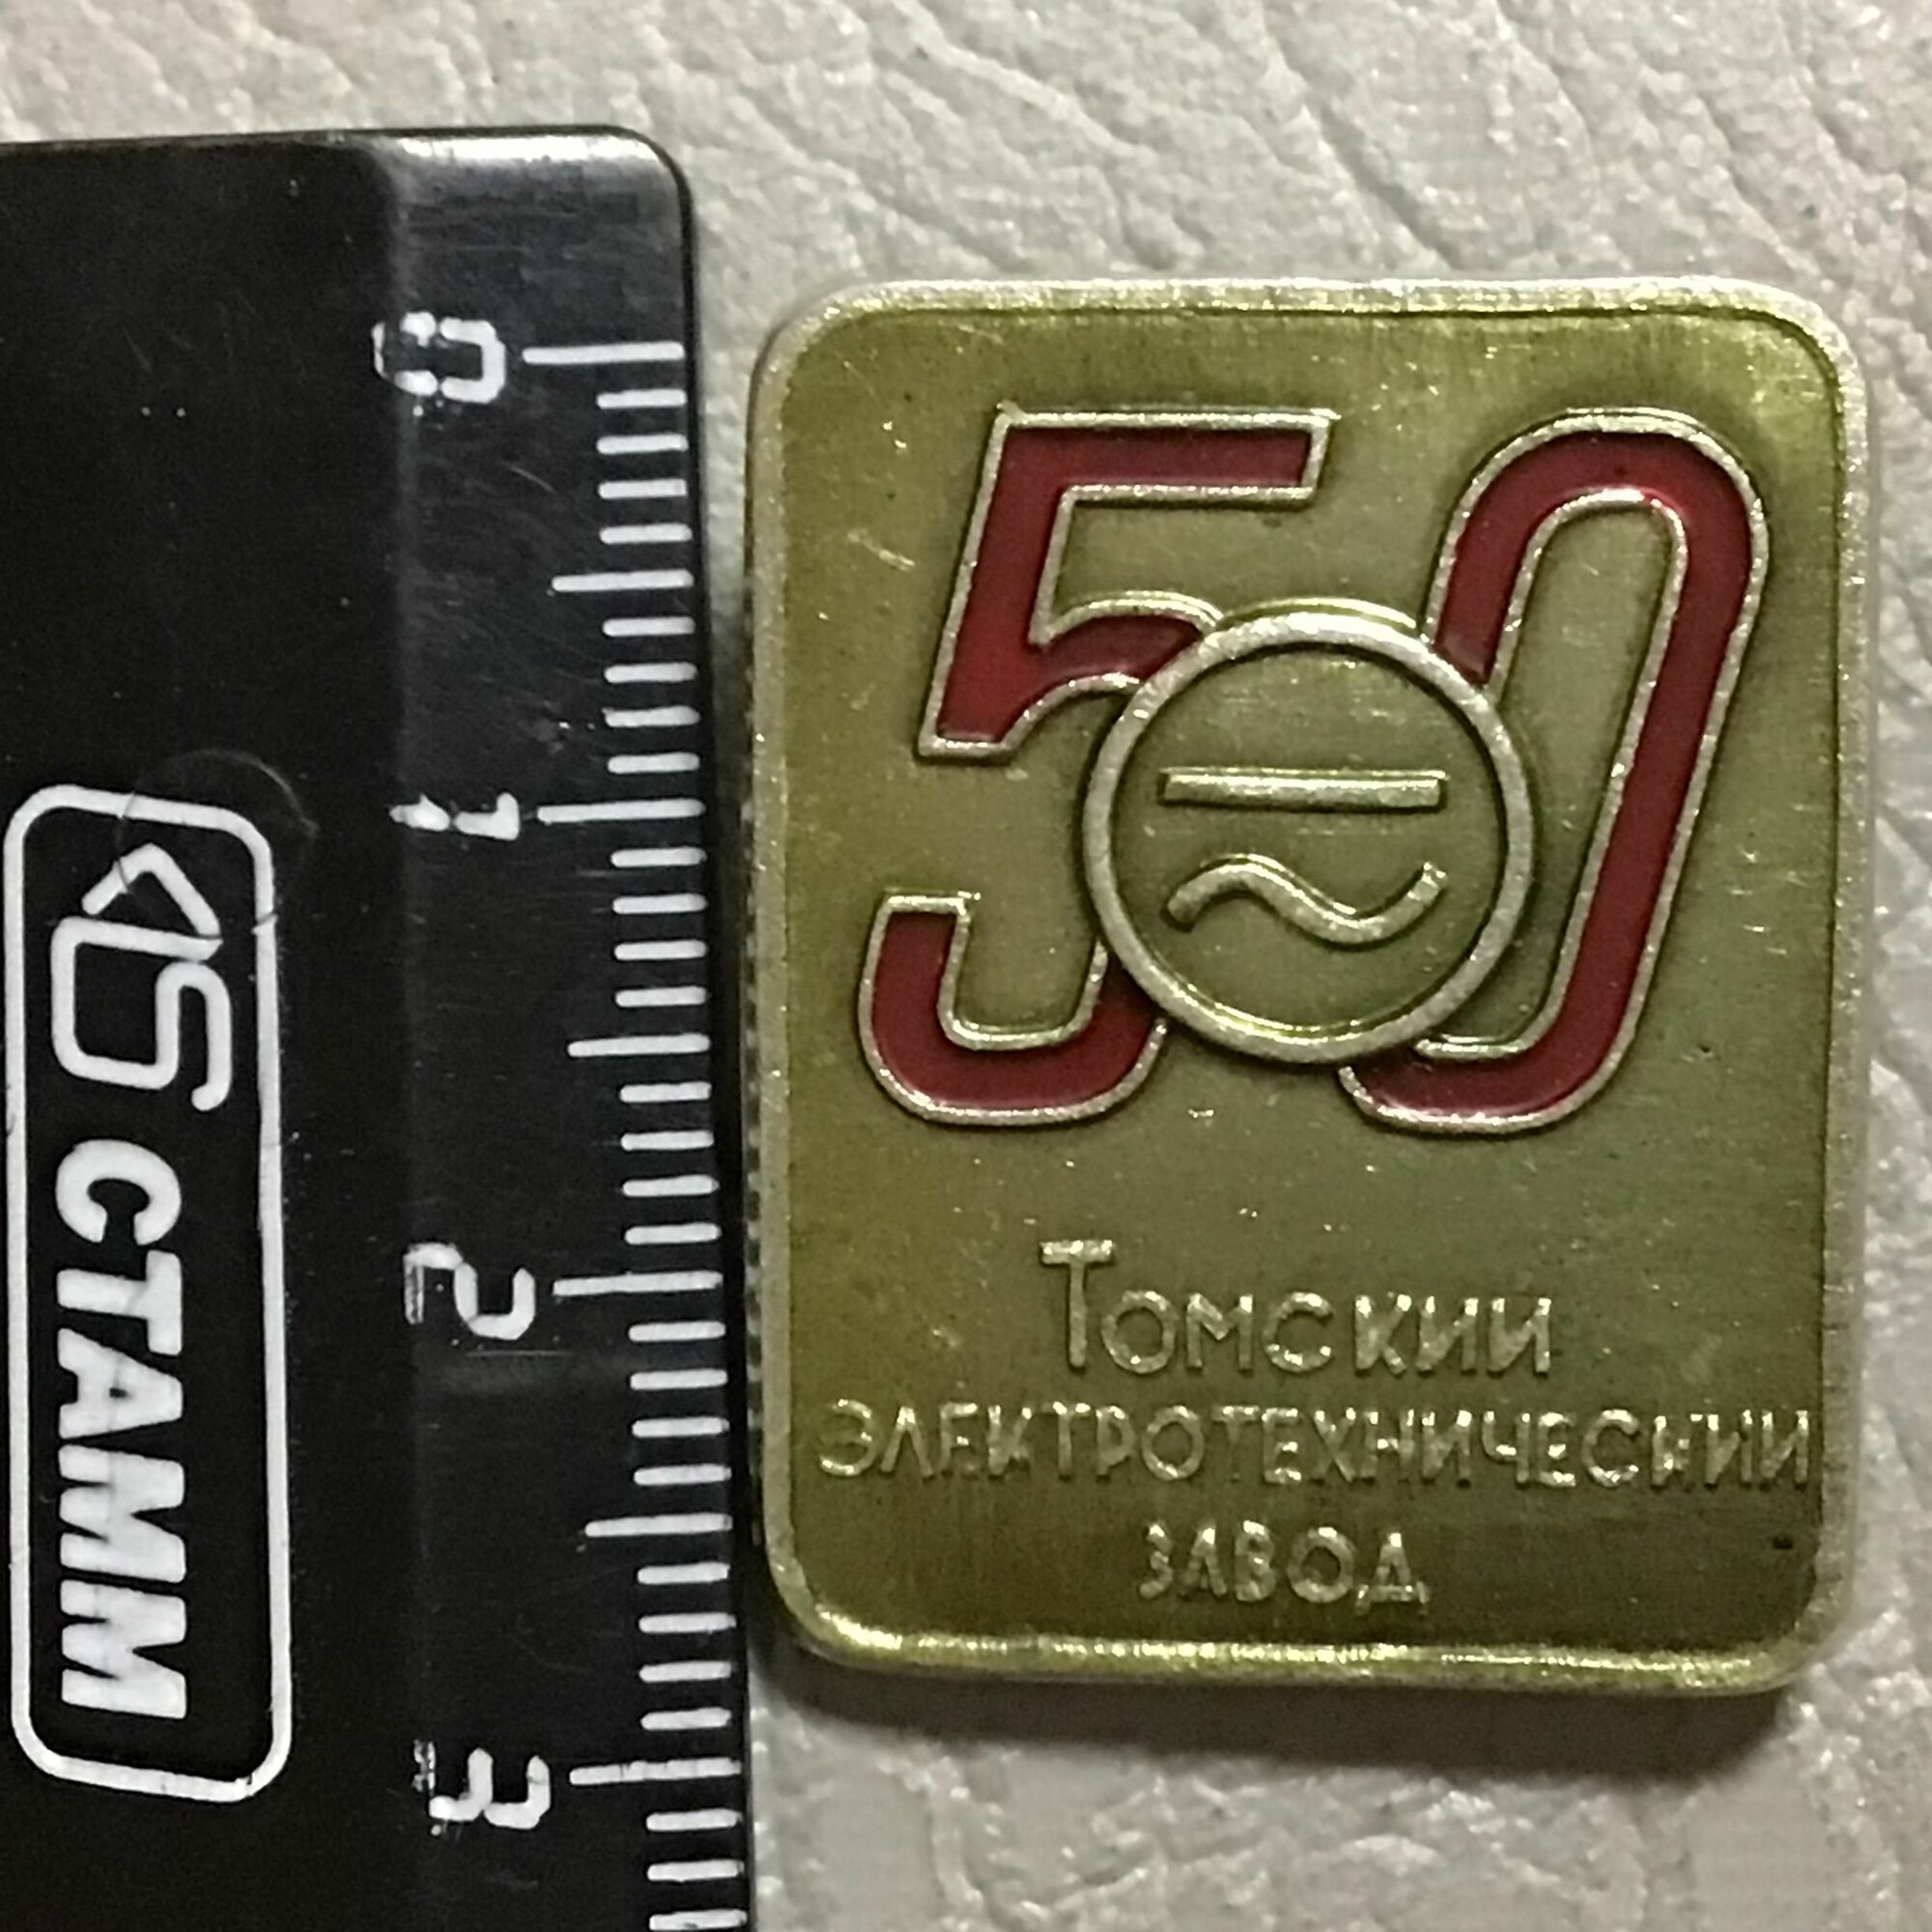 0
1
2
3
СТАММ
50
Томский
электротехнический
завод